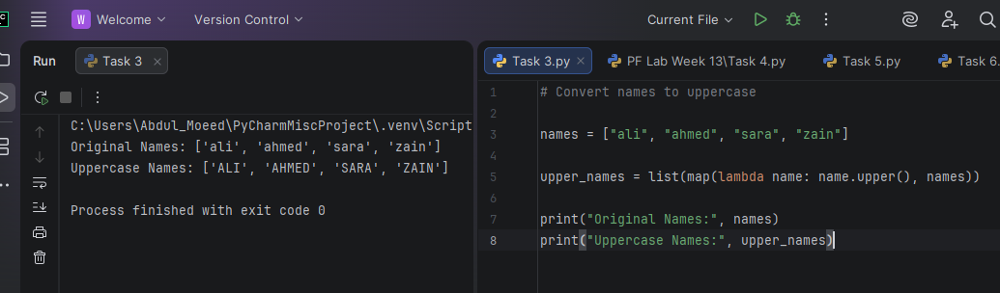 W Welcome Version Control Current File
Run Task 3
Task 3.py PF Lab Week 13\Task 4.py Task 5.py Task 6.
C:\Users\Abdul_Moeed\PyCharmMiscProject\.venv\Script
Original Names: ['ali', 'ahmed', 'sara', 'zain']
Uppercase Names: ['ALI', 'AHMED', 'SARA', 'ZAIN']
Process finished with exit code 0
1 # Convert names to uppercase
2
3 names = ["ali", "ahmed", "sara", "zain"]
4
5 upper_names = list(map(lambda name: name.upper(), names))
6
7 print("Original Names:", names)
8 print("Uppercase Names:", upper_names)